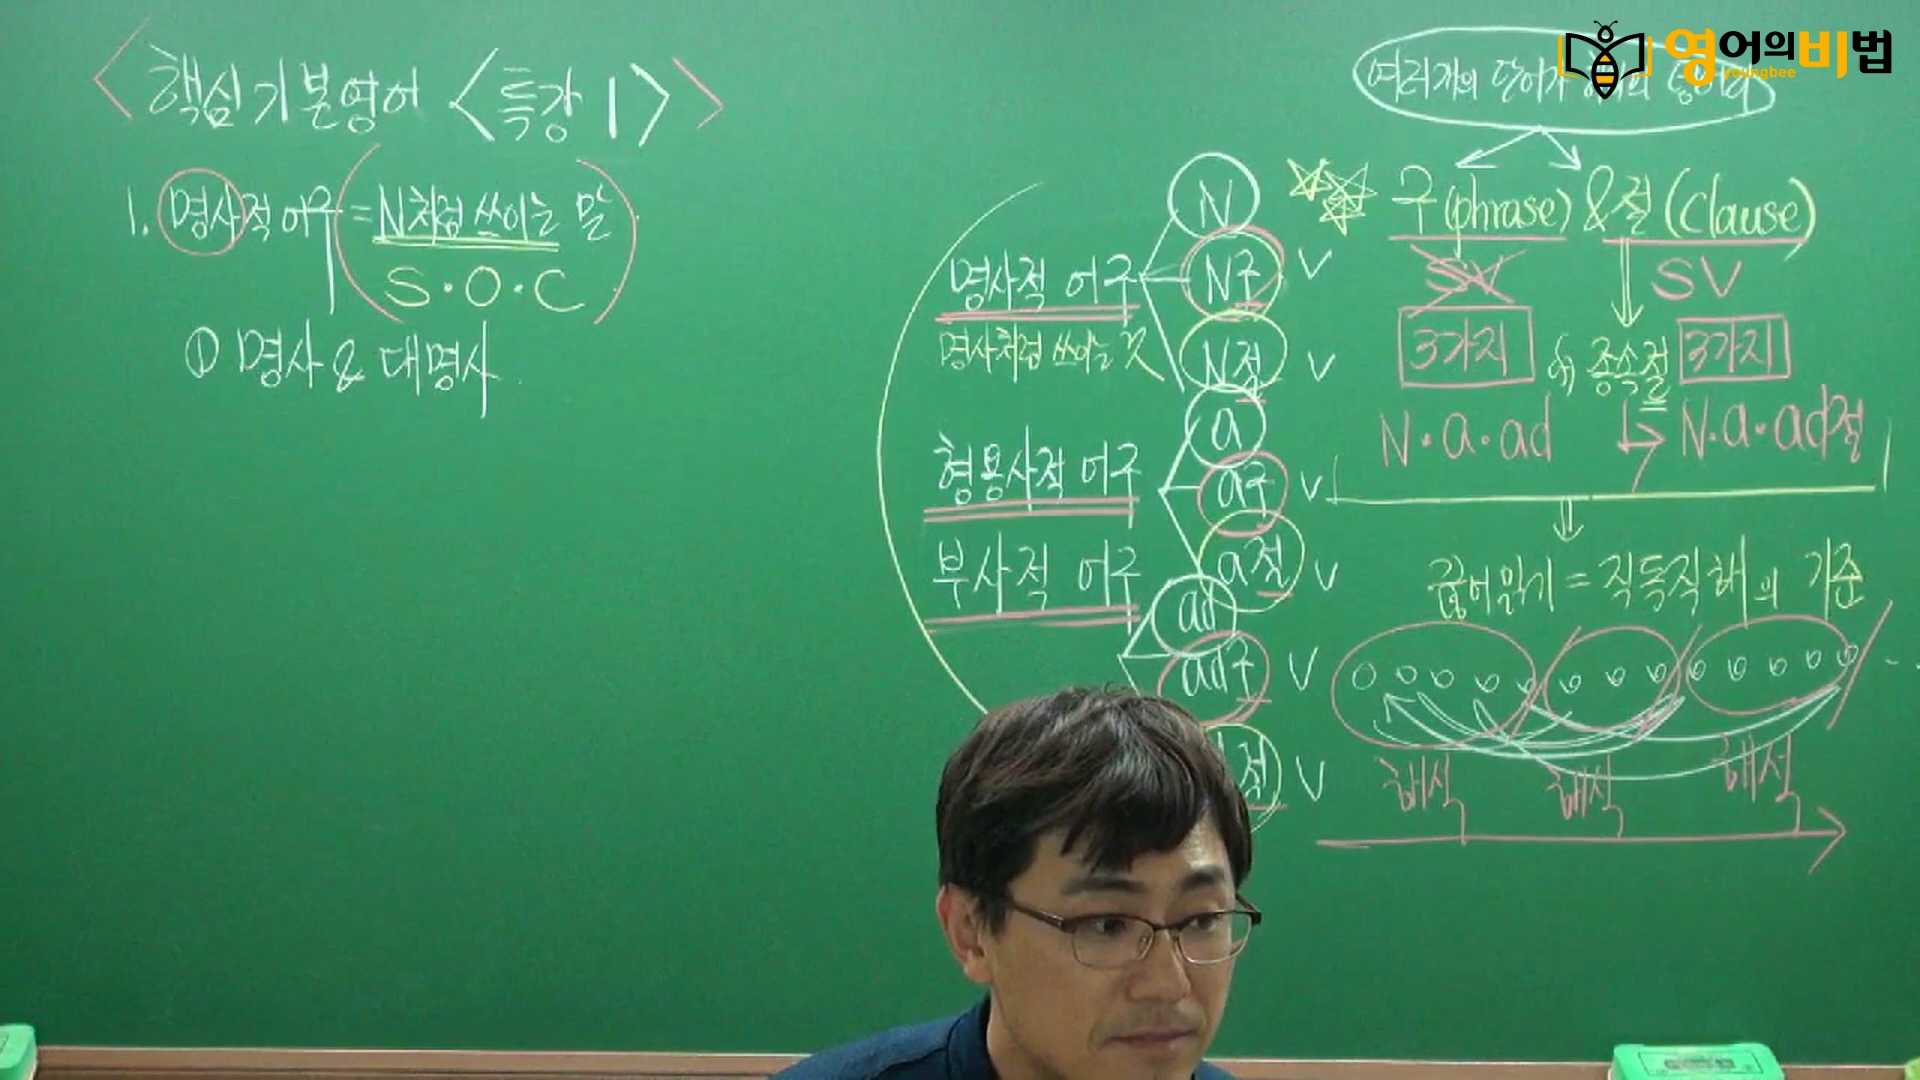 영어의비법
youngbee
<핵심기본영어 <특강 1>>
1. 명사적 어구 = (N처럼 쓰이는 말
S·O·C)
① 명사 & 대명사
여러개의 단어가
구(phrase) & 절(Clause)
SV SV
3가지 종속절 3가지
N·a·ad → N·a·ad절
끊어읽기 = 직독직해의 기준
해석 해석 해석
명사적 어구
명사처럼 쓰이는 것
N
N구 V
N절 V
형용사적 어구
a
a구 V
a절 V
부사적 어구
ad
ad구 V
절 V